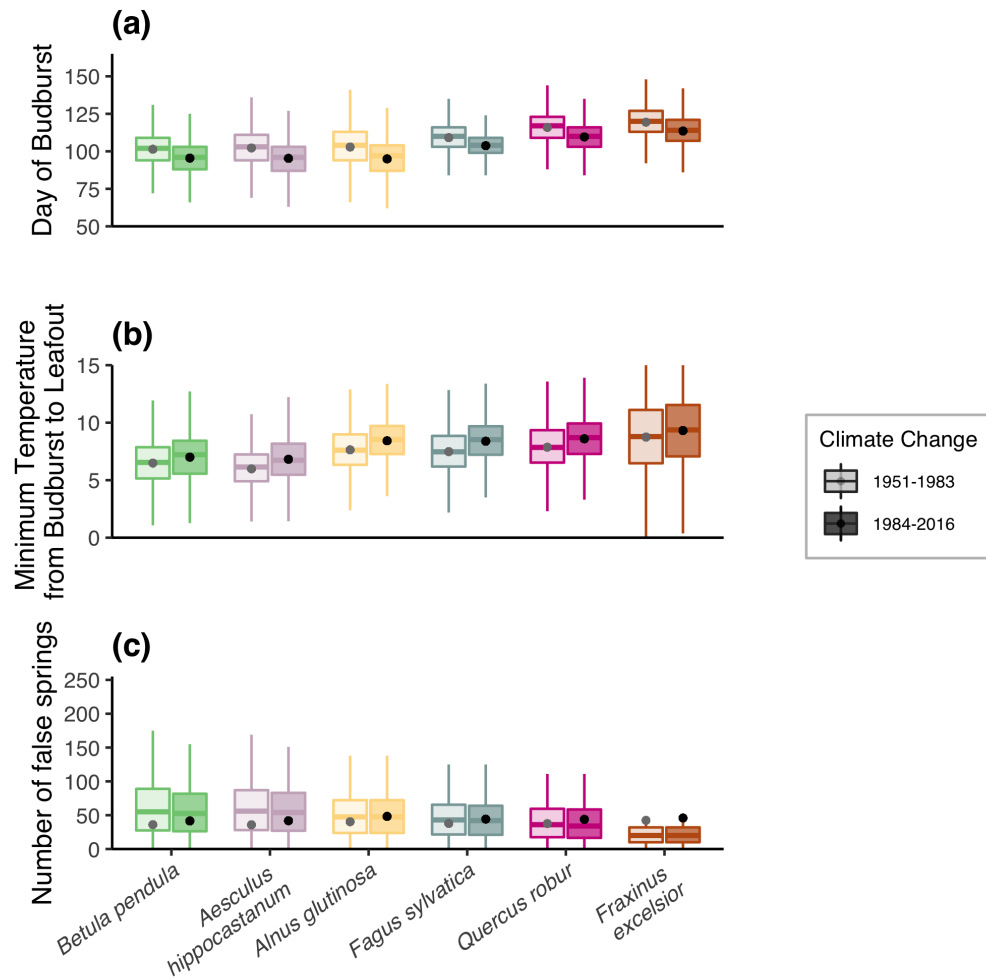 (a)
Day of Budburst
150
125
100
75
50
(b)
Minimum Temperature
from Budburst to Leafout
15
10
5
0
Climate Change
1951-1983
1984-2016
(c)
Number of false springs
250
200
150
100
50
0
Betula pendula
Aesculus
hippocastanum
Alnus glutinosa
Fagus sylvatica
Quercus robur
Fraxinus
excelsior